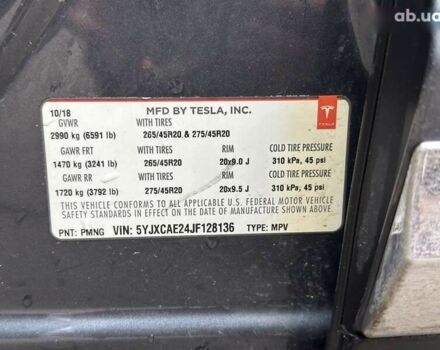 ab.ua
10/18 MFD BY TESLA, INC.
GVWR WITH TIRES
2990 kg (6591 lb) 265/45R20 & 275/45R20
GAWR FRT WITH TIRES RIM COLD TIRE PRESSURE
1470 kg (3241 lb) 265/45R20 20x9.0 J 310 kPa, 45 psi
GAWR RR WITH TIRES RIM COLD TIRE PRESSURE
1720 kg (3792 lb) 275/45R20 20x9.5 J 310 kPa, 45 psi
THIS VEHICLE CONFORMS TO ALL APPLICABLE U.S. FEDERAL MOTOR VEHICLE
SAFETY STANDARDS IN EFFECT ON THE DATE OF MANUFACTURE SHOWN ABOVE.
PNT: PMNG VIN: 5YJXCAE24JF128136 TYPE: MPV
TESLA